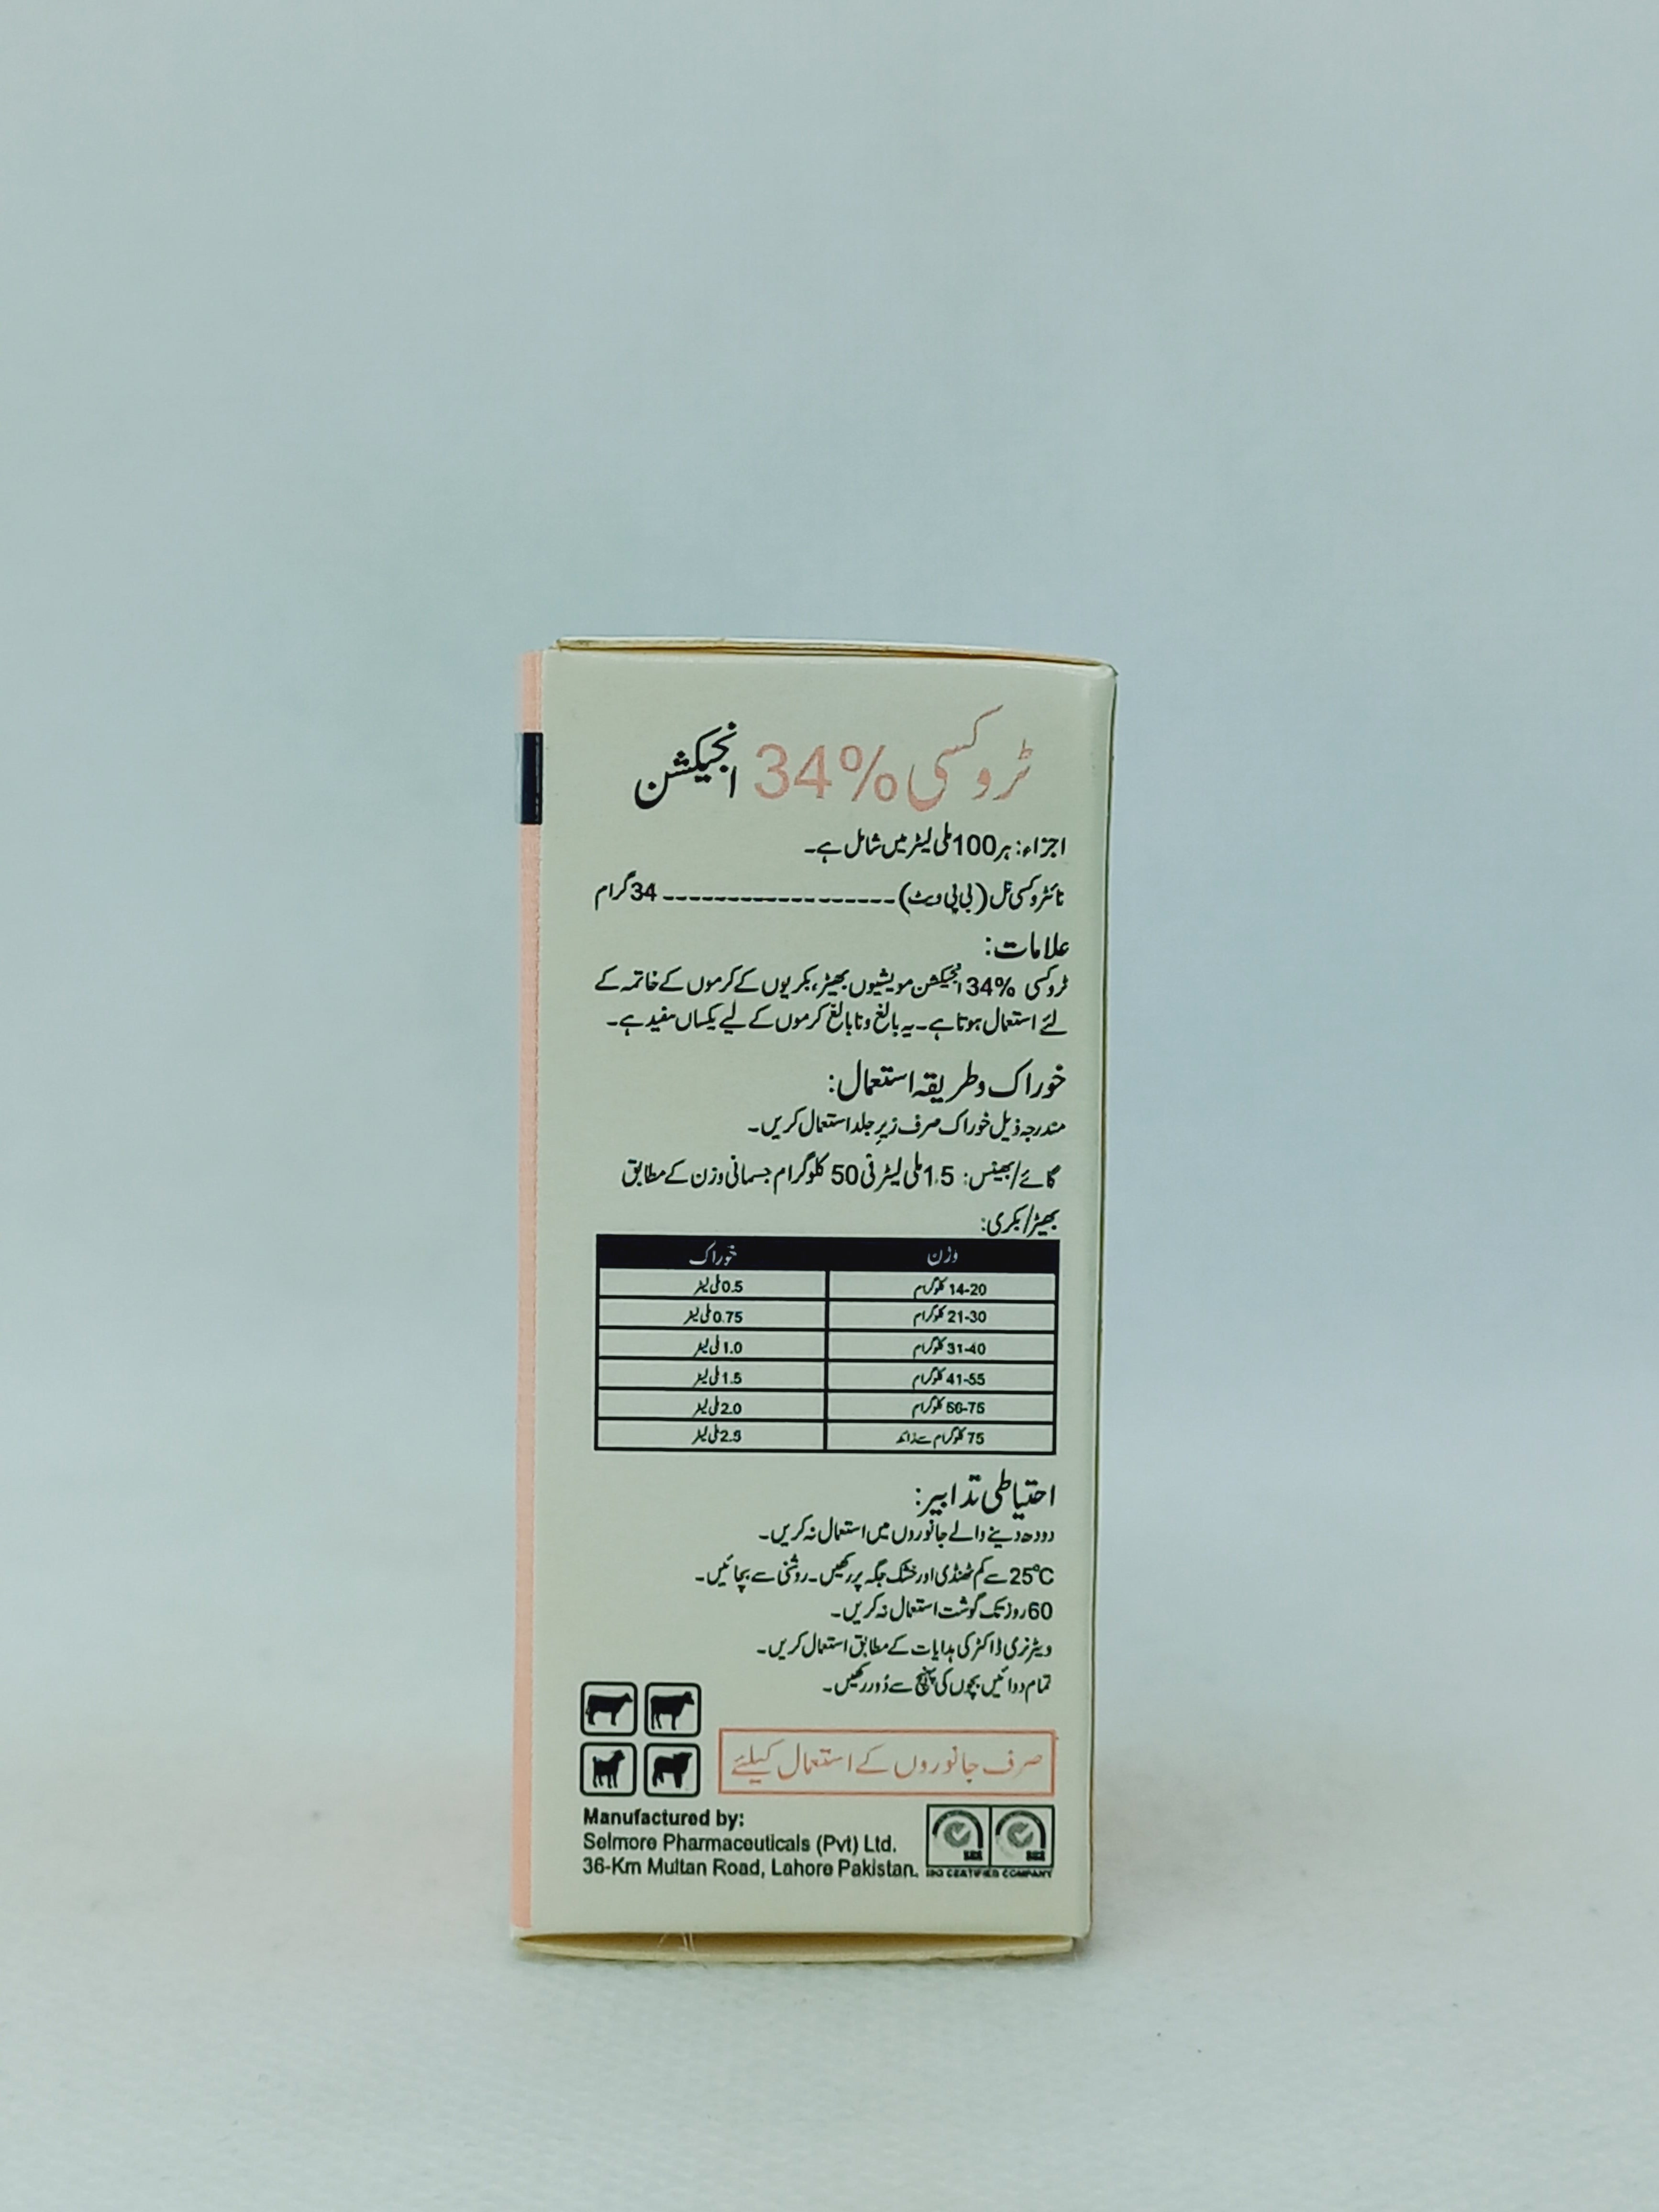 ٹروکسی 34% انجیکشن
اجزاء: ہر 100 ملی لیٹر میں شامل ہے۔
نائٹروکسی نل (بی پی ویٹ) ------------------ 34 گرام
علامات:
ٹروکسی 34% انجیکشن مویشیوں بھیڑ، بکریوں کے کرموں کے خاتمہ کے
لئے استعمال ہوتا ہے۔ یہ بالغ و نابالغ کرموں کے لیے یکساں مفید ہے۔
خوراک و طریقہ استعمال:
مندرجہ ذیل خوراک صرف زیرِ جلد استعمال کریں۔
گائے/بھینس: 1.5 ملی لیٹر فی 50 کلوگرام جسمانی وزن کے مطابق
بھیڑ/بکری:
وزن خوراک
14-20 کلوگرام 0.5 ملی لیٹر
21-30 کلوگرام 0.75 ملی لیٹر
31-40 کلوگرام 1.0 ملی لیٹر
41-55 کلوگرام 1.5 ملی لیٹر
56-75 کلوگرام 2.0 ملی لیٹر
75 کلوگرام سے زائد 2.5 ملی لیٹر
احتیاطی تدابیر:
دودھ دینے والے جانوروں میں استعمال نہ کریں۔
25°C سے کم ٹھنڈی اور خشک جگہ پر رکھیں۔ روشنی سے بچائیں۔
60 روز تک گوشت استعمال نہ کریں۔
ویٹرنری ڈاکٹر کی ہدایات کے مطابق استعمال کریں۔
تمام دوائیں بچوں کی پہنچ سے دُور رکھیں۔
صرف جانوروں کے استعمال کیلئے
Manufactured by:
Selmore Pharmaceuticals (Pvt) Ltd.
36-Km Multan Road, Lahore Pakistan.
SGS SGS
ISO CERTIFIED COMPANY